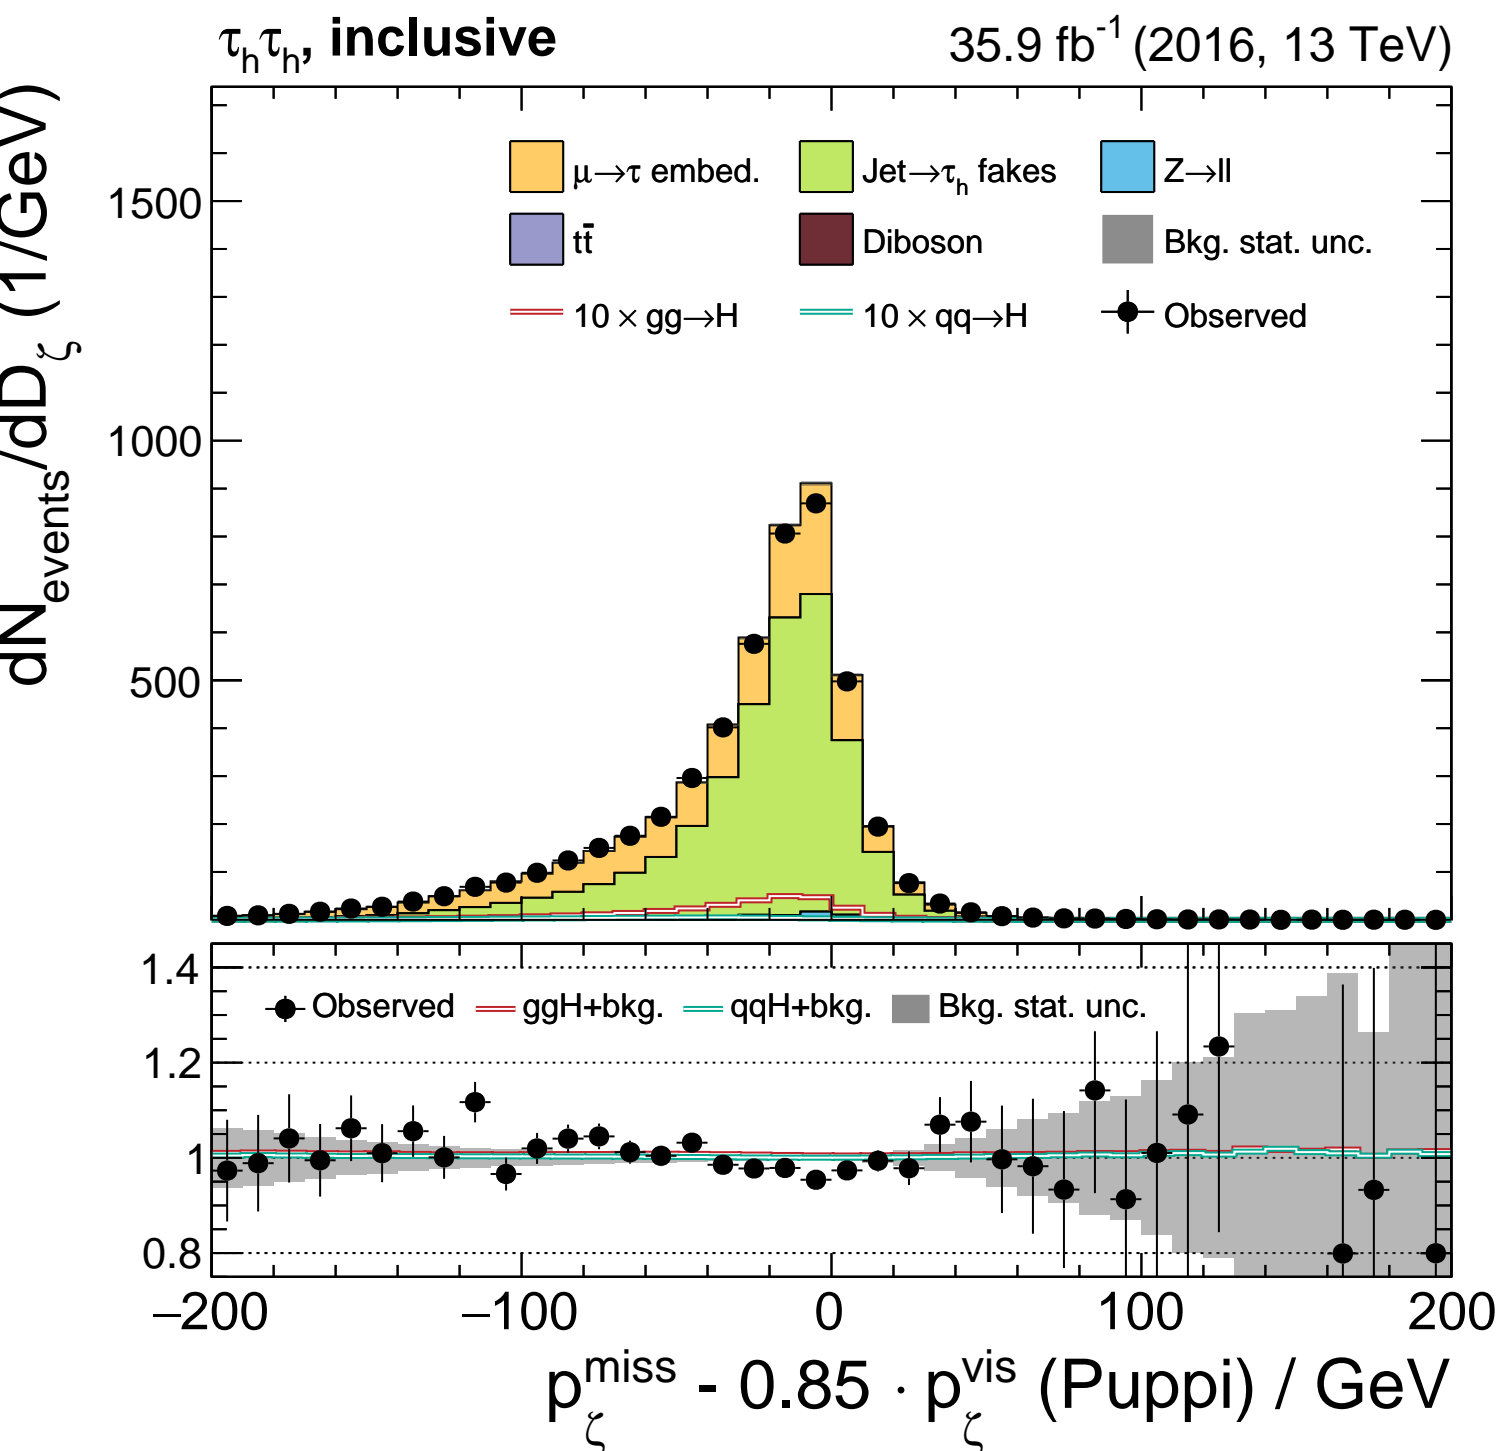 τhτh, inclusive 35.9 fb-1 (2016, 13 TeV)
dNevents/dDζ (1/GeV)
1500
1000
500
μ→τ embed. Jet→τh fakes Z→ll
tt̄ Diboson Bkg. stat. unc.
10 × gg→H 10 × qq→H Observed
1.4
1.2
1
0.8
Observed ggH+bkg. qqH+bkg. Bkg. stat. unc.
−200 −100 0 100 200
pζmiss - 0.85 · pζvis (Puppi) / GeV